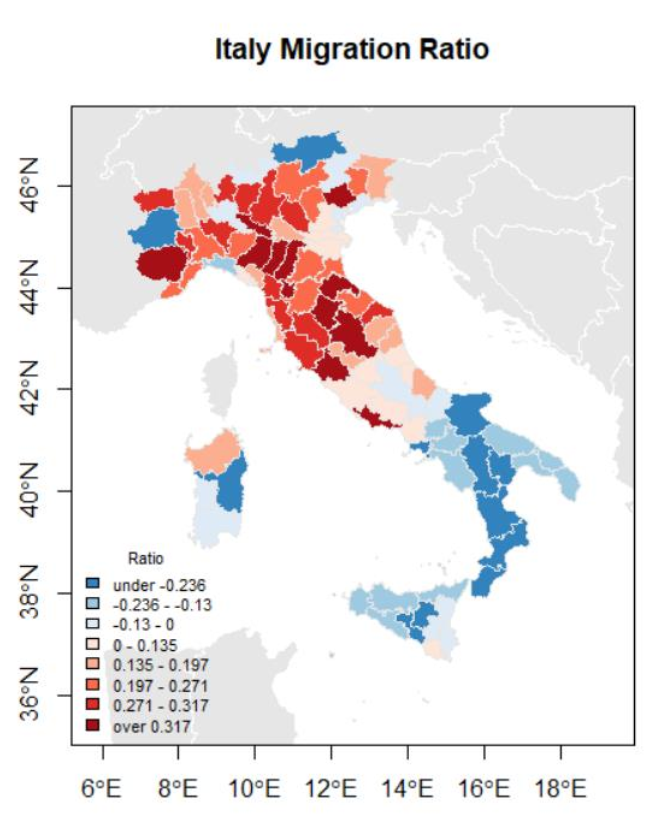 Italy Migration Ratio
46°N
44°N
42°N
40°N
38°N
36°N
Ratio
under -0.236
-0.236 - -0.13
-0.13 - 0
0 - 0.135
0.135 - 0.197
0.197 - 0.271
0.271 - 0.317
over 0.317
6°E 8°E 10°E 12°E 14°E 16°E 18°E